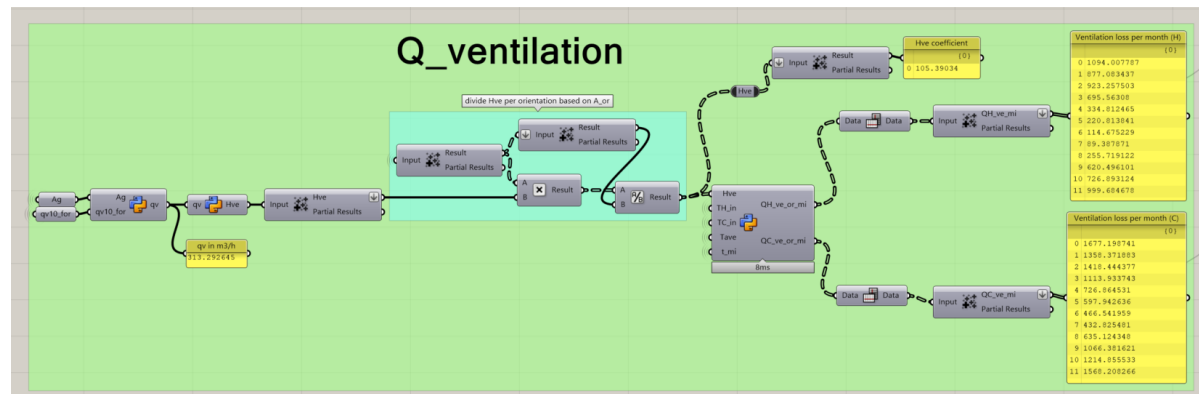 Q_ventilation
divide Hve per orientation based on A_or
Ag
qv10_for
Ag
qv10_for
qv
qv in m3/h
313.292645
qv
Hve
Input
Hve
Partial Results
Input
Result
Partial Results
Input
Result
Partial Results
A
B
Result
A
B
A/B
Result
Hve
Input
Result
Partial Results
Hve coefficient
{0}
0 105.39034
Hve
TH_in
TC_in
Tave
t_mi
QH_ve_or_mi
QC_ve_or_mi
8ms
Data
Data
Input
QH_ve_mi
Partial Results
Ventilation loss per month (H)
{0}
0 1094.007787
1 877.083437
2 923.257503
3 695.56308
4 334.812465
5 220.813841
6 114.675229
7 89.387871
8 255.719122
9 620.496101
10 726.893124
11 999.684678
Data
Data
Input
QC_ve_mi
Partial Results
Ventilation loss per month (C)
{0}
0 1677.198741
1 1358.371883
2 1418.444377
3 1113.933743
4 726.864531
5 597.942636
6 466.541959
7 432.825481
8 635.124348
9 1066.381621
10 1214.855533
11 1568.208266